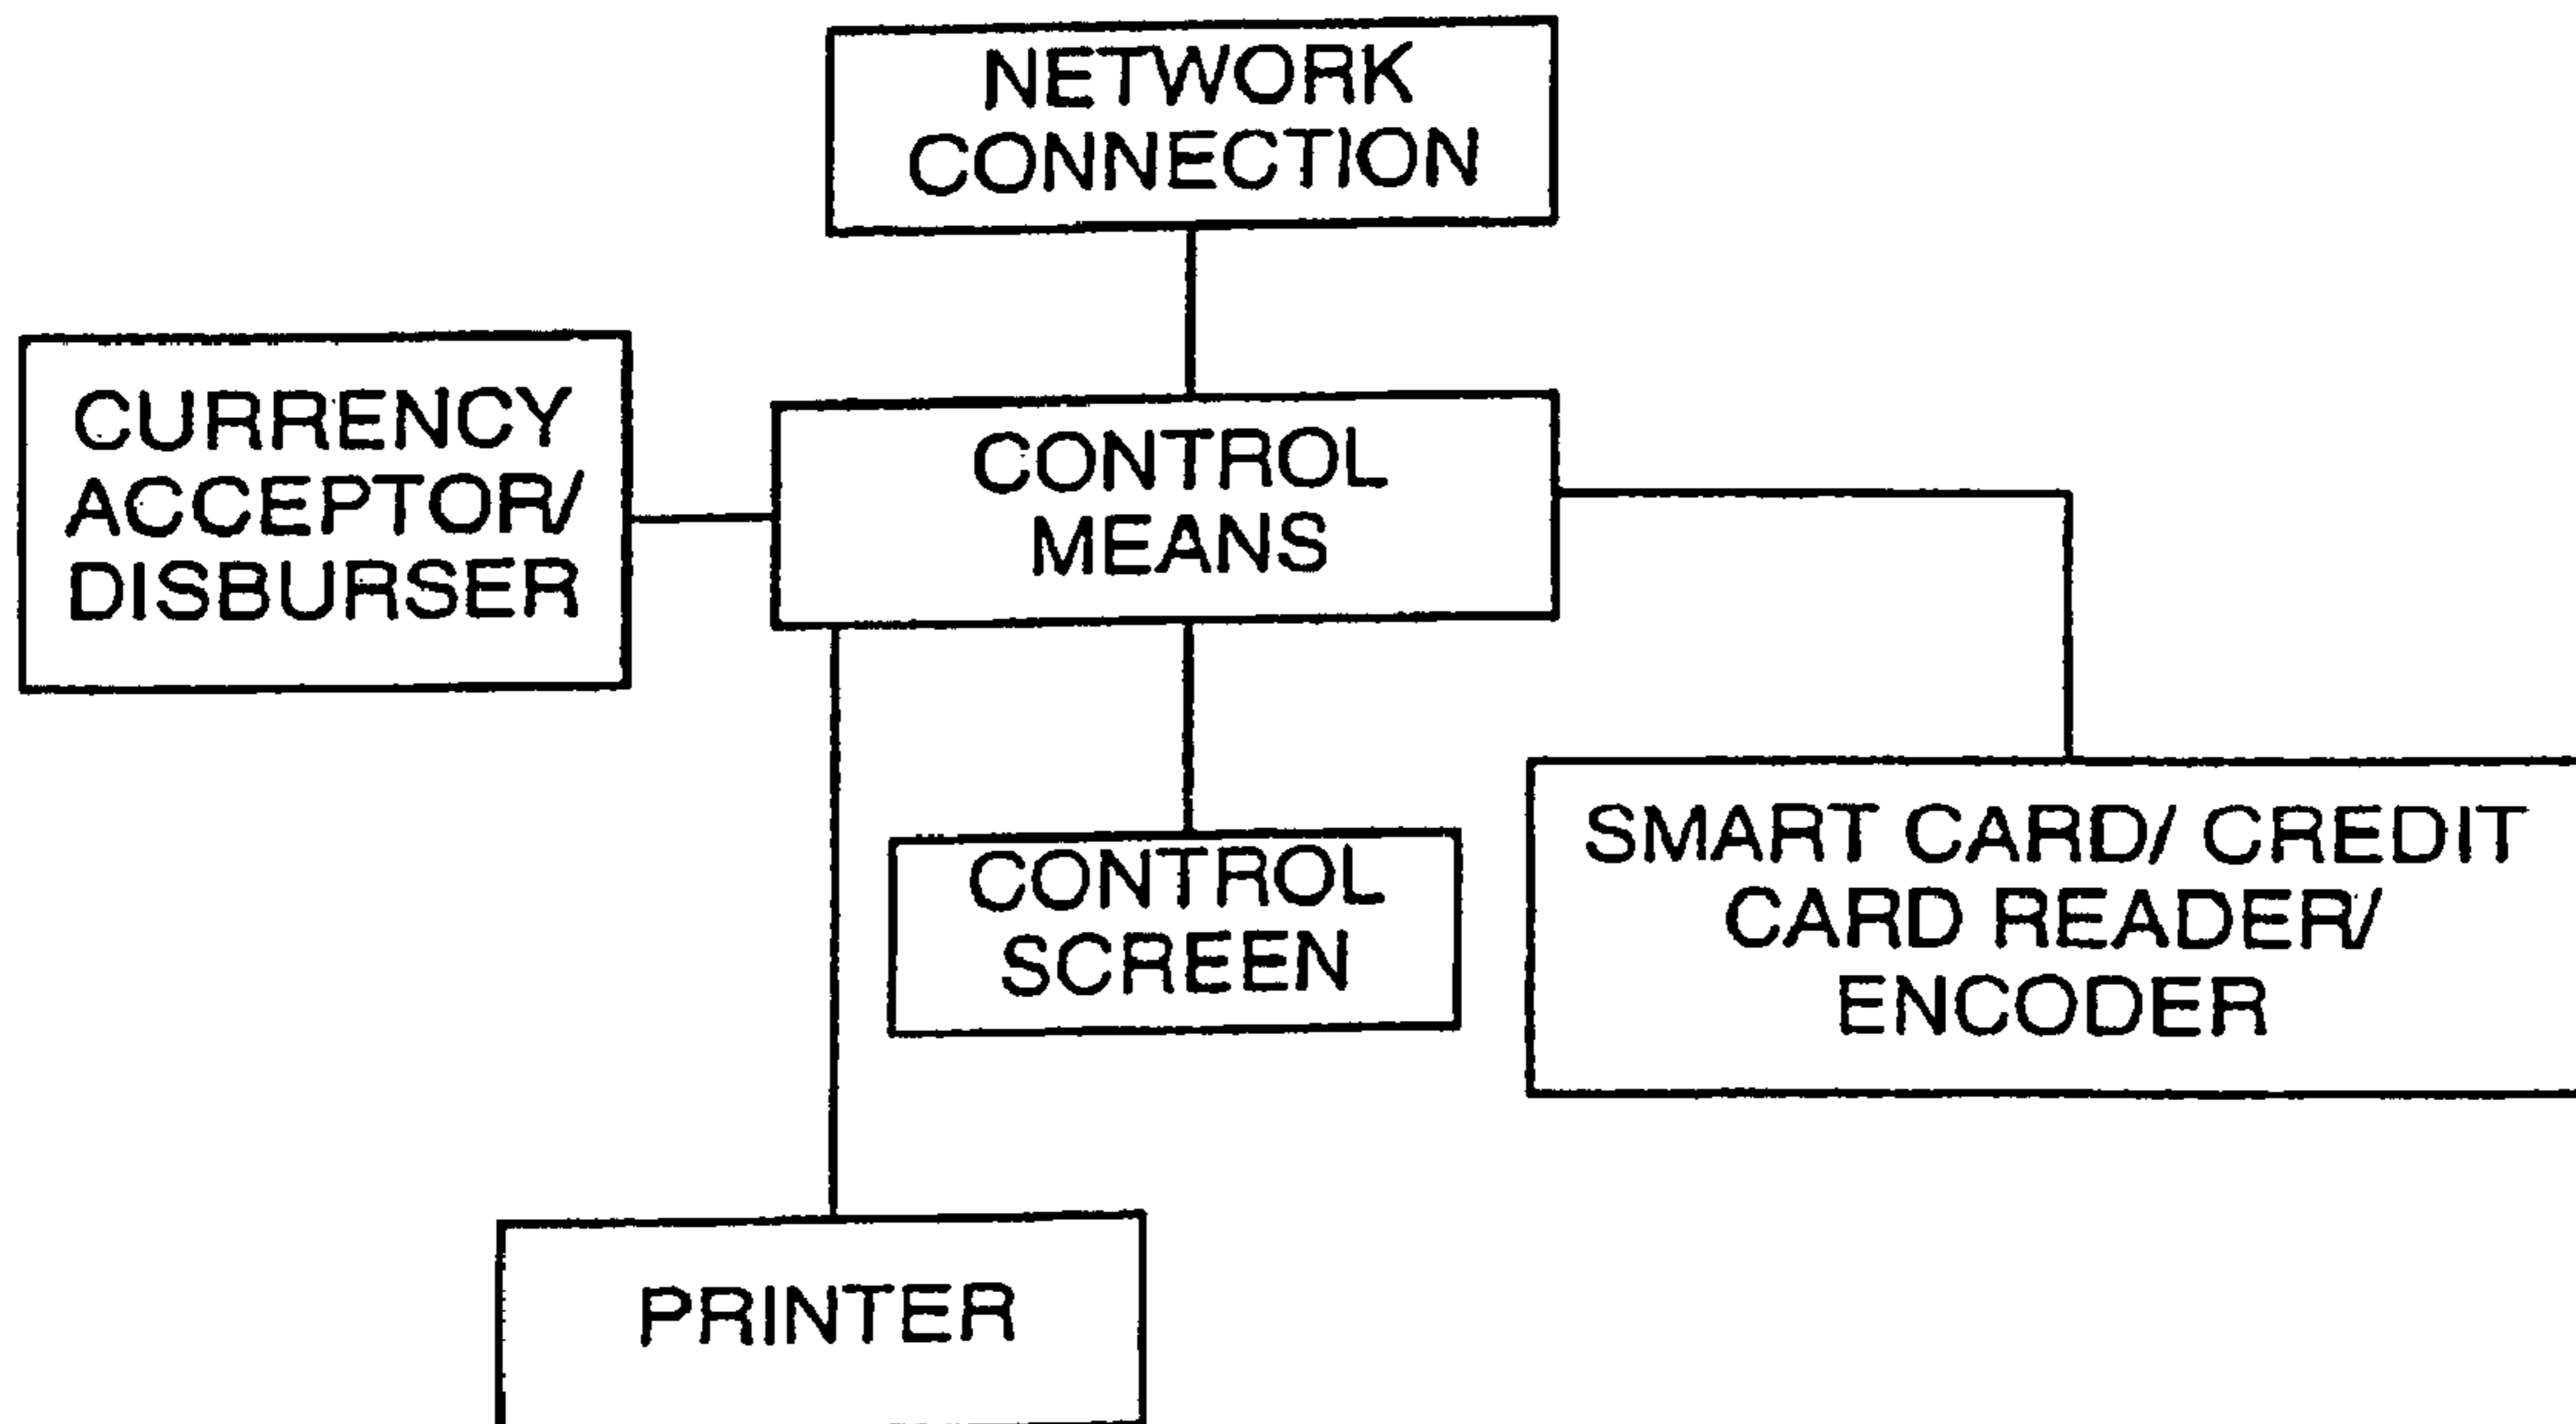 NETWORK
CONNECTION
CURRENCY
ACCEPTOR/
DISBURSER
CONTROL
MEANS
CONTROL
SCREEN
SMART CARD/ CREDIT
CARD READER/
ENCODER
PRINTER